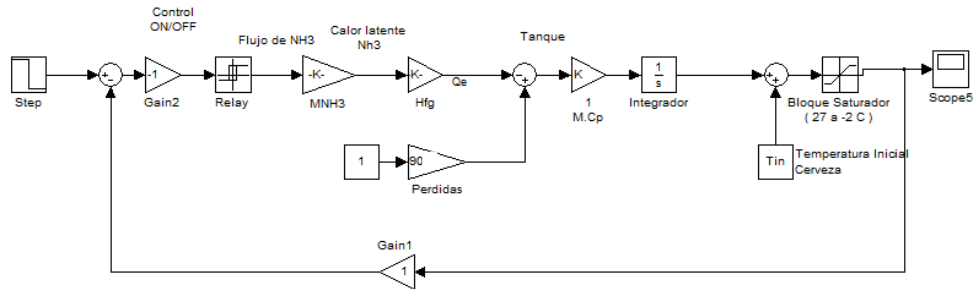 Control
ON/OFF
Flujo de NH3
Calor latente
Nh3
Tanque
-1
-K-
-K-
Qe
K
1
s
Step
Gain2
Relay
MNH3
Hfg
1
M.Cp
Integrador
Bloque Saturador
( 27 a -2 C )
Scope5
1
90
Perdidas
Tin
Temperatura Inicial
Cerveza
Gain1
1